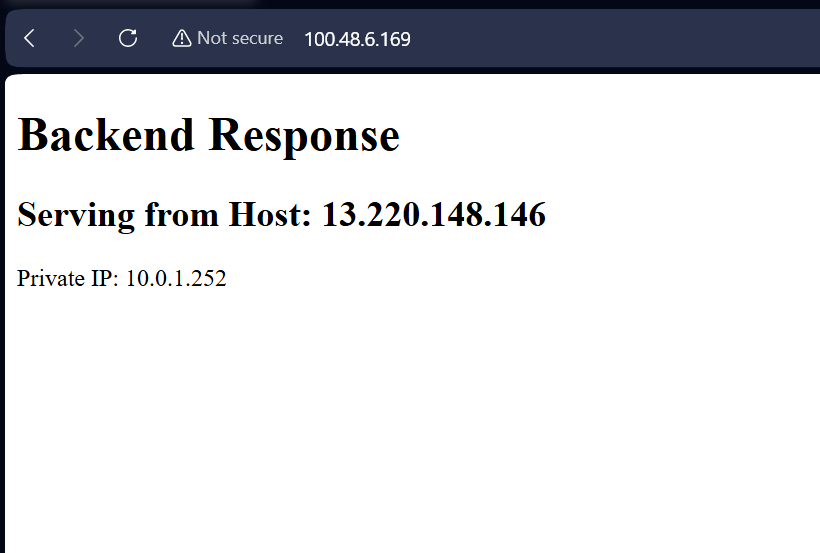 Not secure 100.48.6.169
Backend Response
Serving from Host: 13.220.148.146
Private IP: 10.0.1.252